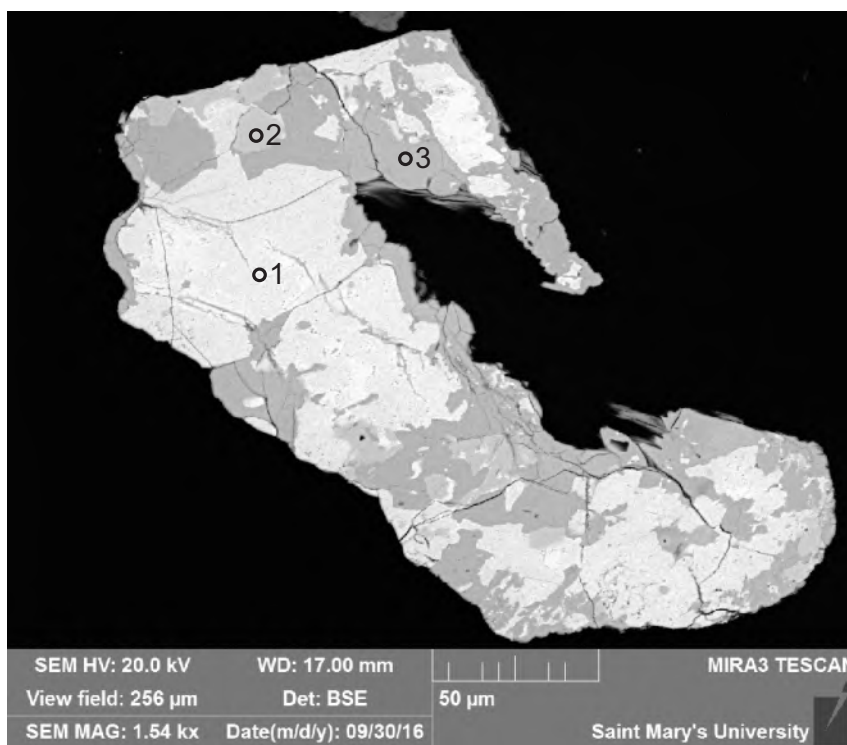 2
3
1
SEM HV: 20.0 kV WD: 17.00 mm MIRA3 TESCAN
View field: 256 µm Det: BSE 50 µm
SEM MAG: 1.54 kx Date(m/d/y): 09/30/16 Saint Mary's University